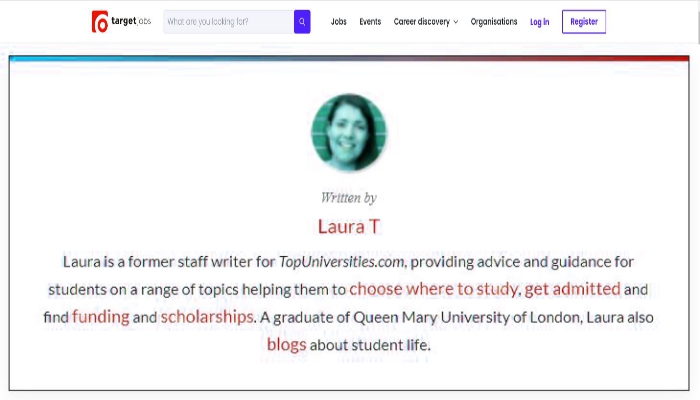 targetjobs What are you looking for? Jobs Events Career discovery Organisations Log in Register
Written by
Laura T
Laura is a former staff writer for TopUniversities.com, providing advice and guidance for
students on a range of topics helping them to choose where to study, get admitted and
find funding and scholarships. A graduate of Queen Mary University of London, Laura also
blogs about student life.